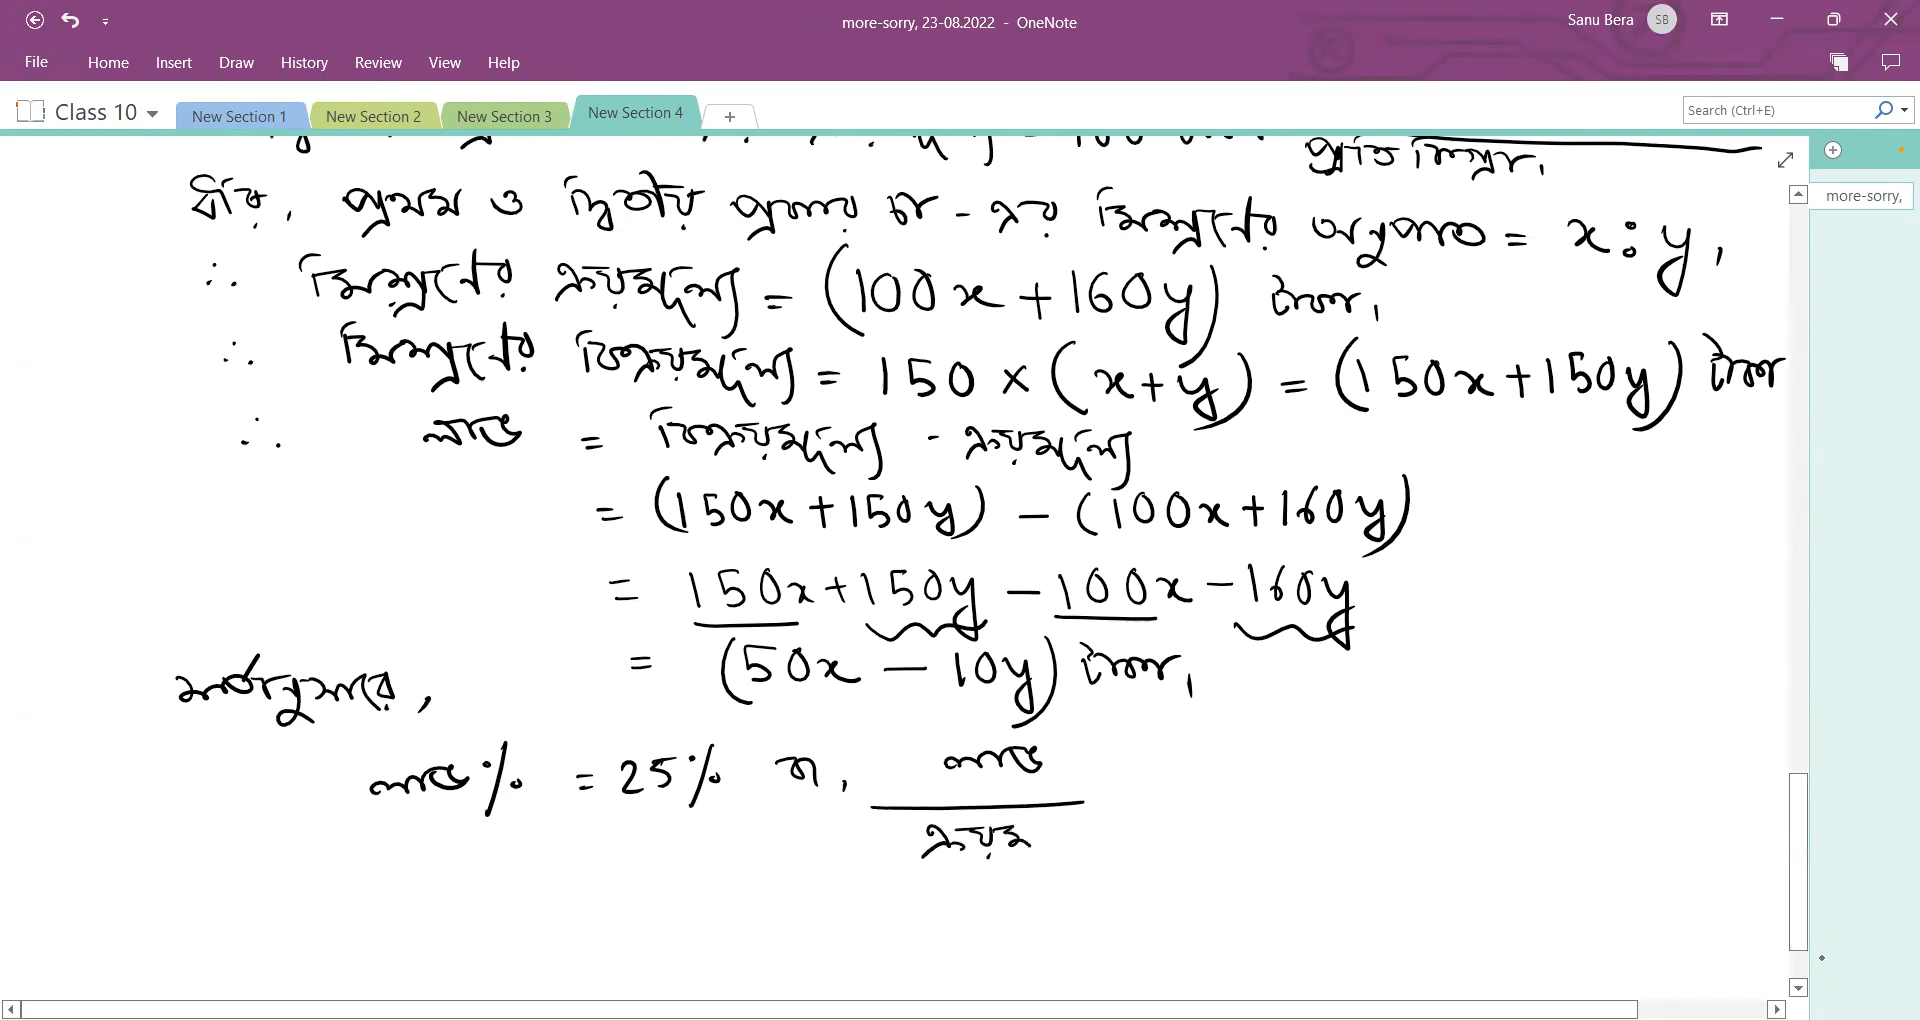 more-sorry, 23-08.2022 - OneNote
Sanu Bera
SB
File Home Insert Draw History Review View Help
Class 10
New Section 1
New Section 2
New Section 3
New Section 4
Search (Ctrl+E)
more-sorry,
প্রতি মিশ্রণ।
ধরি, প্রথম ও দ্বিতীয় প্রকার চা-এর মিশ্রণের অনুপাত = x : y,
∴ মিশ্রণের ক্রয়মূল্য = (100x + 160y) টাকা।
∴ মিশ্রণের বিক্রয়মূল্য = 150 × (x + y) = (150x + 150y) টাকা
∴ লাভ = বিক্রয়মূল্য - ক্রয়মূল্য
= (150x + 150y) – (100x + 160y)
= 150x + 150y – 100x – 160y
= (50x – 10y) টাকা।
শর্তানুসারে,
লাভ% = 25% বা, লাভ
ক্রয়ম